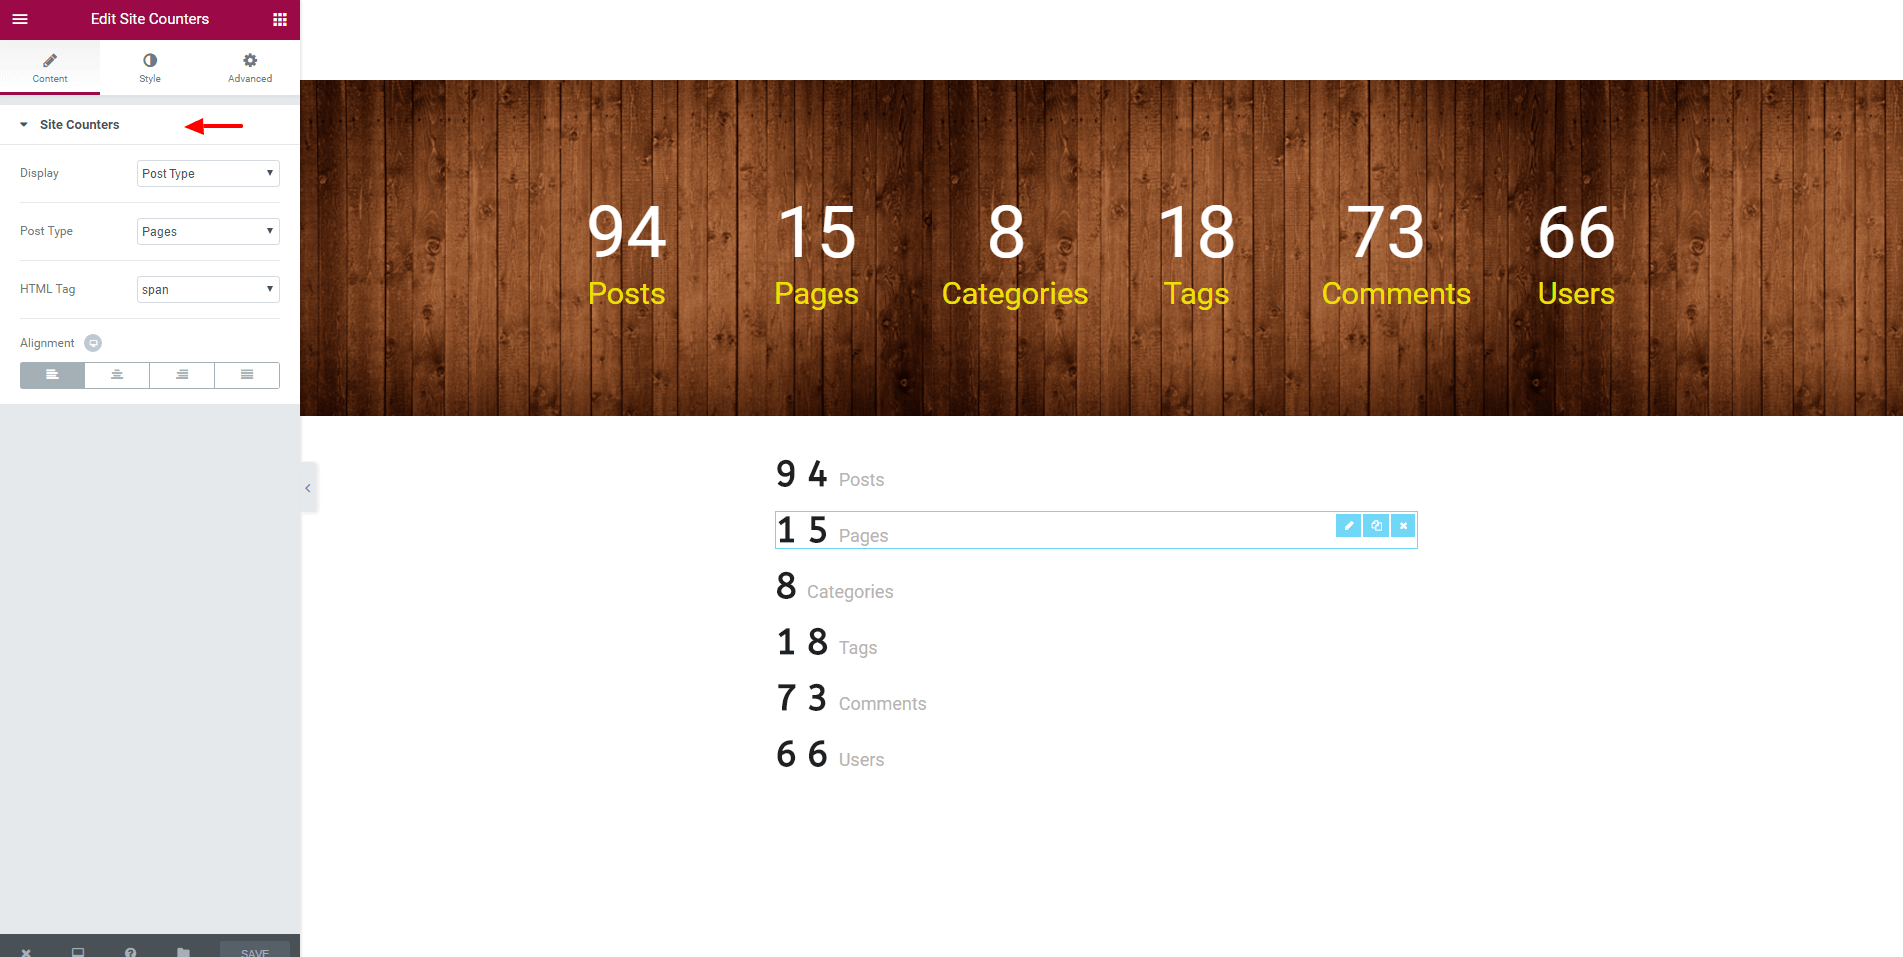 Edit Site Counters
Content
Style
Advanced
Site Counters
Display
Post Type
Post Type
Pages
HTML Tag
span
Alignment
SAVE
94
15
8
18
73
66
Posts
Pages
Categories
Tags
Comments
Users
9 4 Posts
1 5 Pages
8 Categories
1 8 Tags
7 3 Comments
6 6 Users